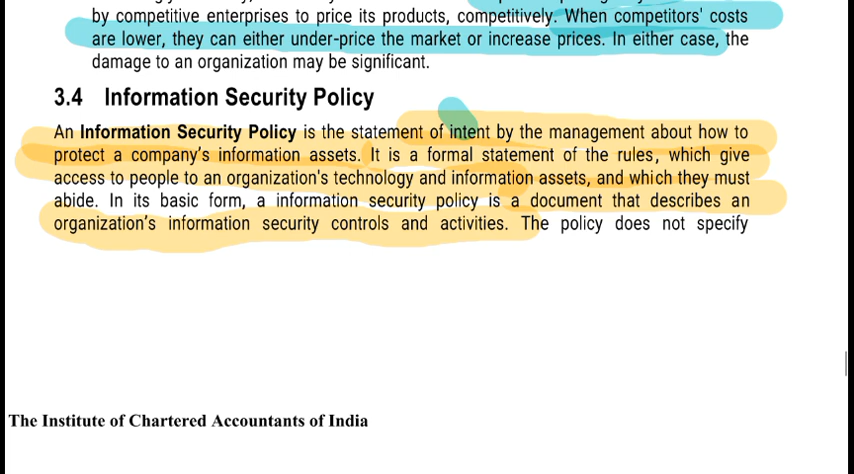 by competitive enterprises to price its products, competitively. When competitors' costs
are lower, they can either under-price the market or increase prices. In either case, the
damage to an organization may be significant.
3.4 Information Security Policy
An Information Security Policy is the statement of intent by the management about how to
protect a company's information assets. It is a formal statement of the rules, which give
access to people to an organization's technology and information assets, and which they must
abide. In its basic form, a information security policy is a document that describes an
organization's information security controls and activities. The policy does not specify
The Institute of Chartered Accountants of India